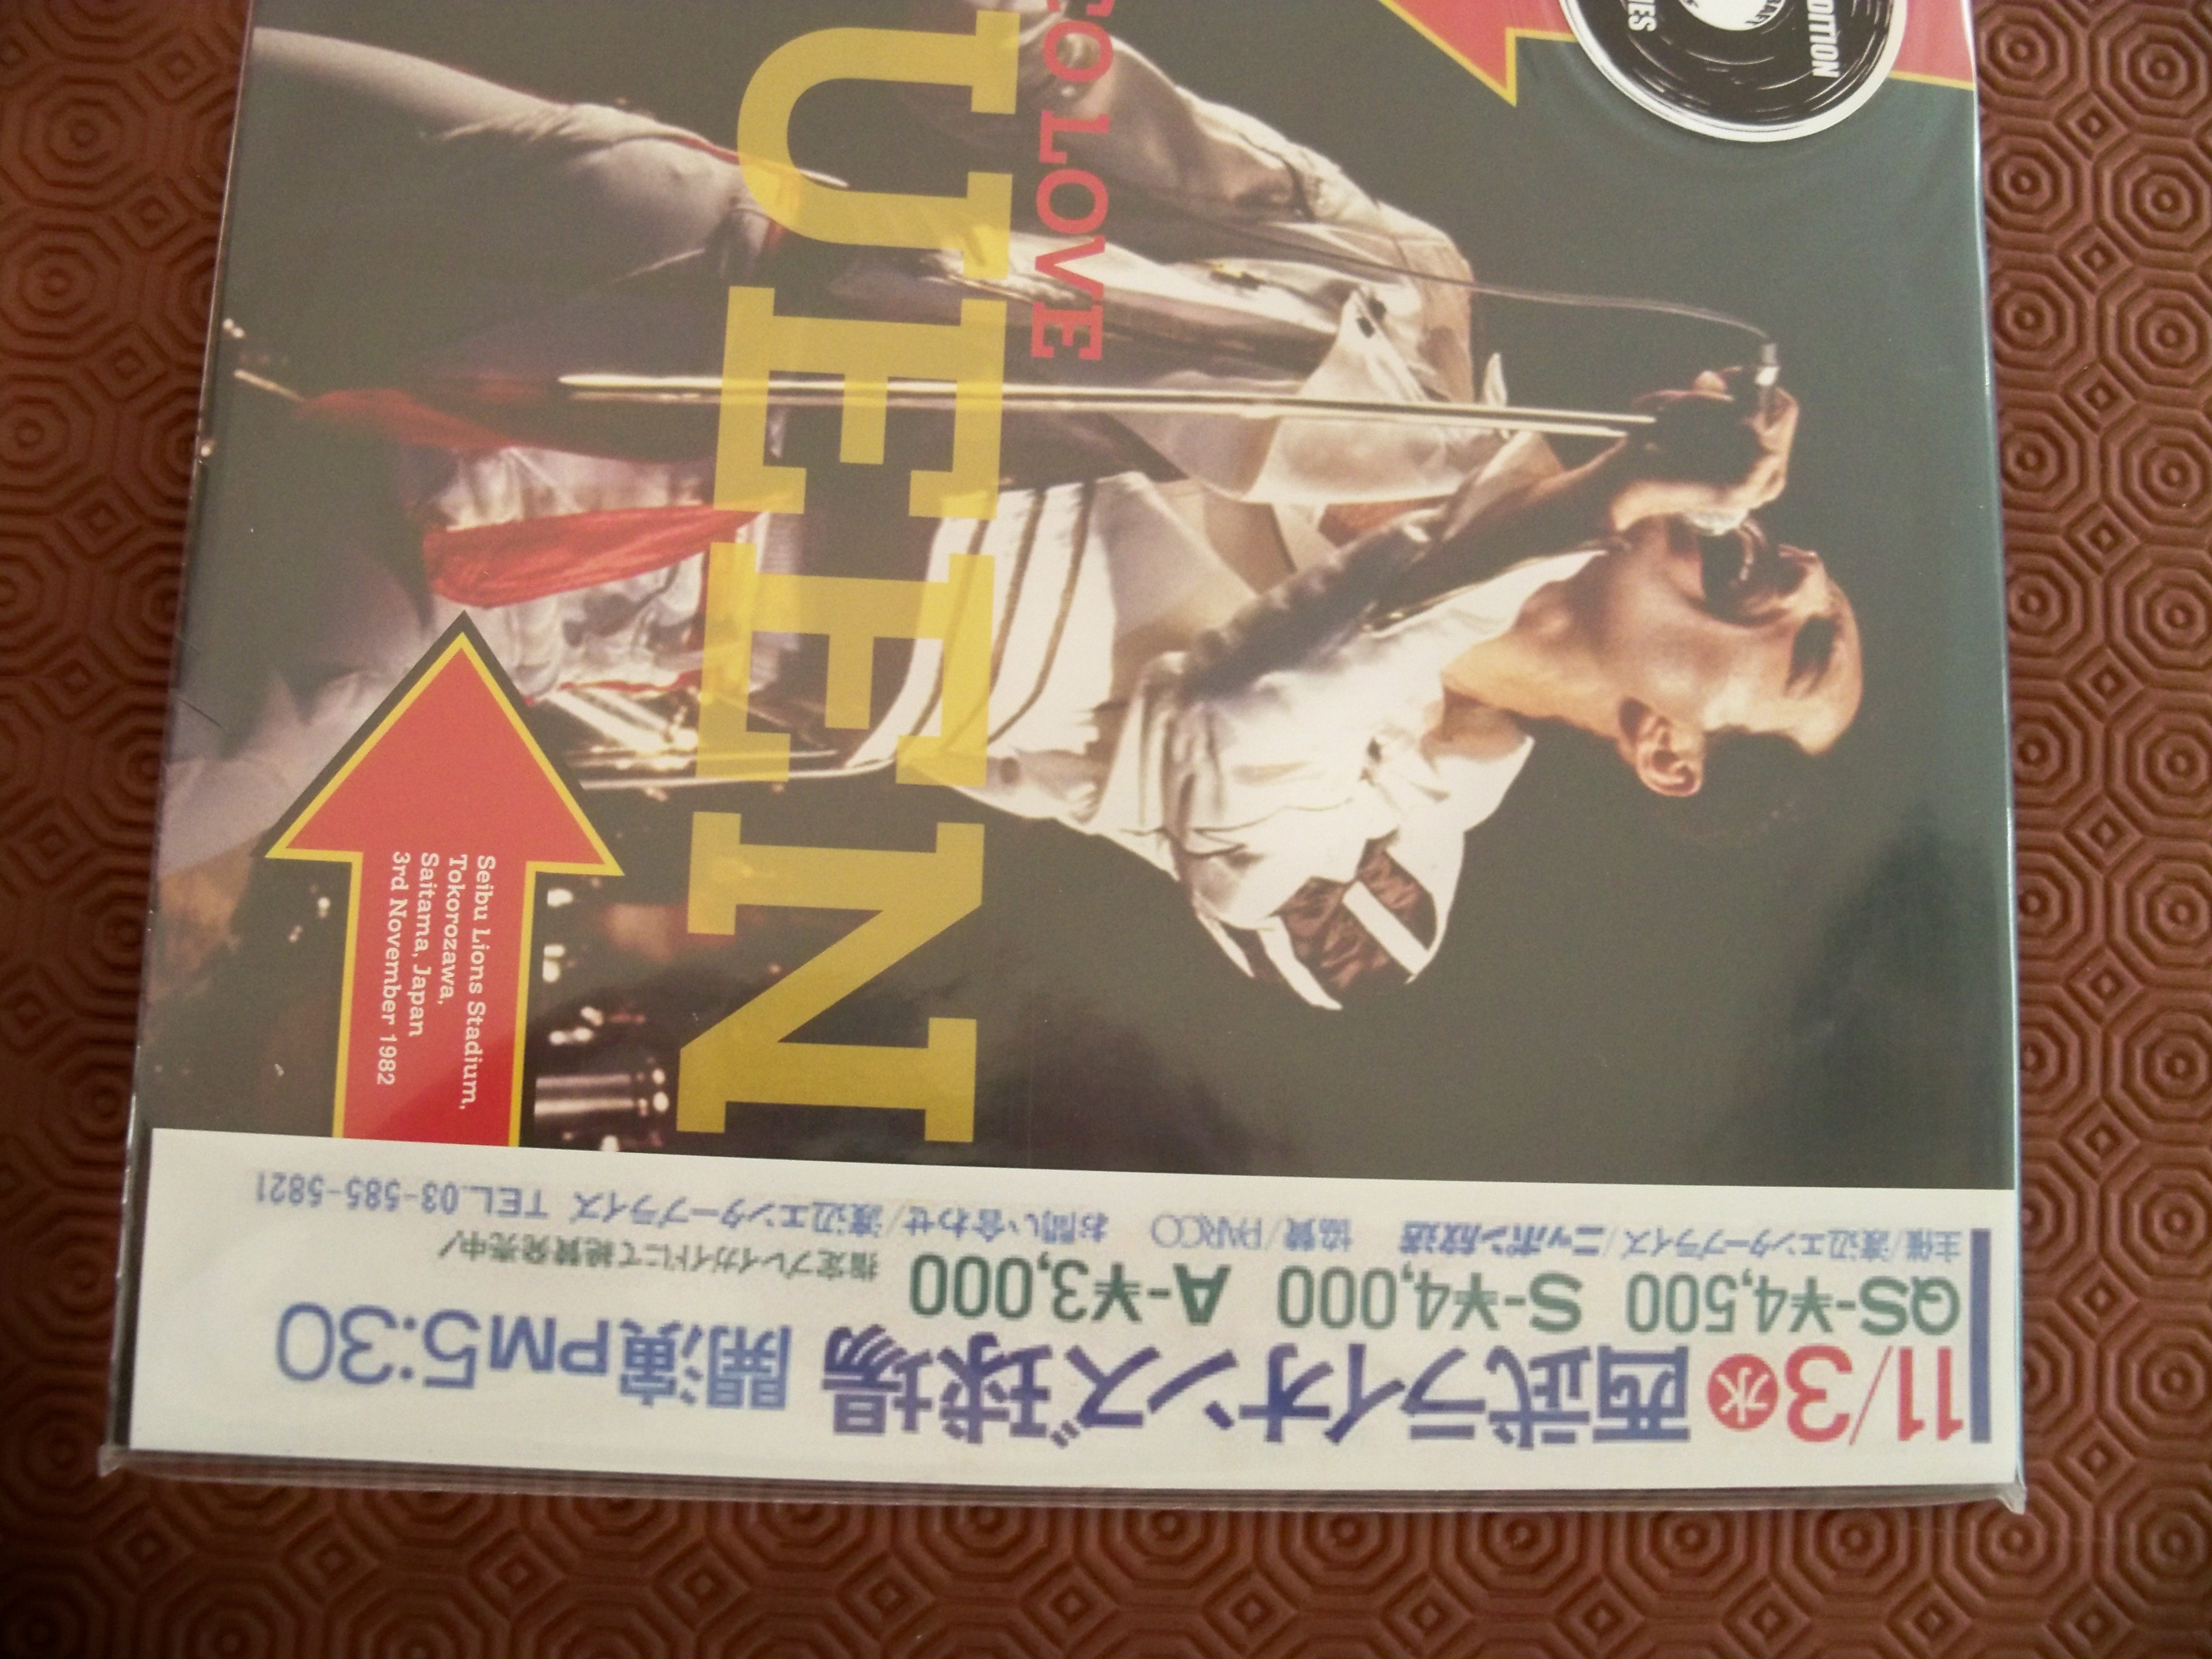 CO LOVE
UEEN
EDITION
IES
Seibu Lions Stadium,
Tokorozawa,
Saitama, Japan
3rd November 1982
11/3水 西武ライオンズ球場 開演PM5:30
QS-¥4,500 S-¥4,000 A-¥3,000 指定プレイガイドにて絶賛発売中!
主催/渡辺エンタープライズ/ニッポン放送 協賛/PARCO お問い合わせ/渡辺エンタープライズ TEL.03-585-5821